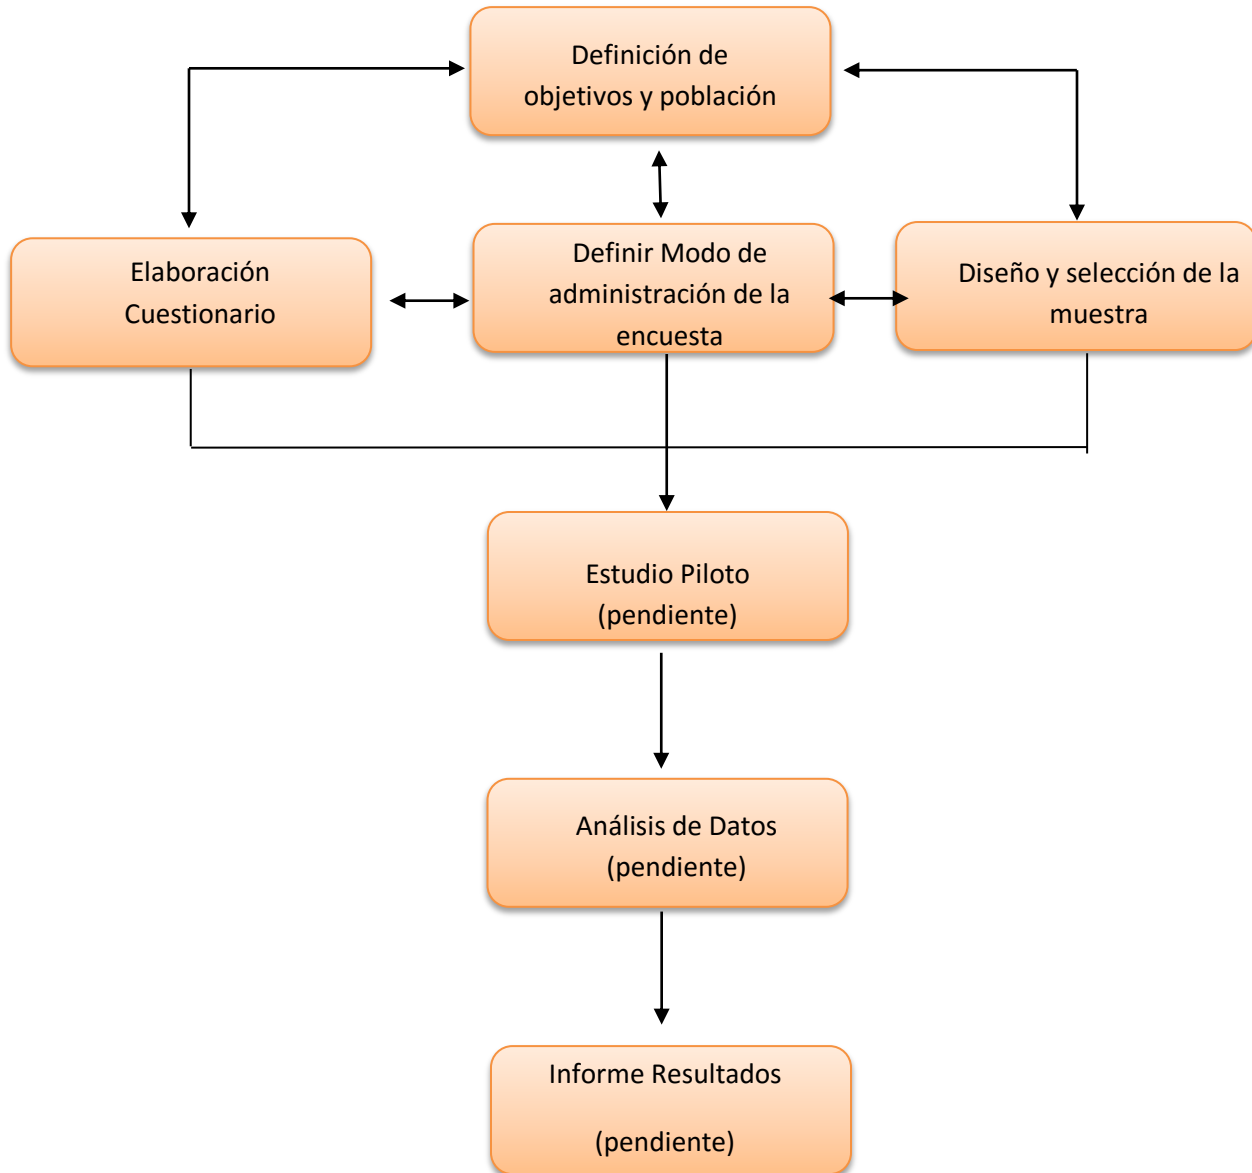 Definición de
objetivos y población
Elaboración
Cuestionario
Definir Modo de
administración de la
encuesta
Diseño y selección de la
muestra
Estudio Piloto
(pendiente)
Análisis de Datos
(pendiente)
Informe Resultados
(pendiente)